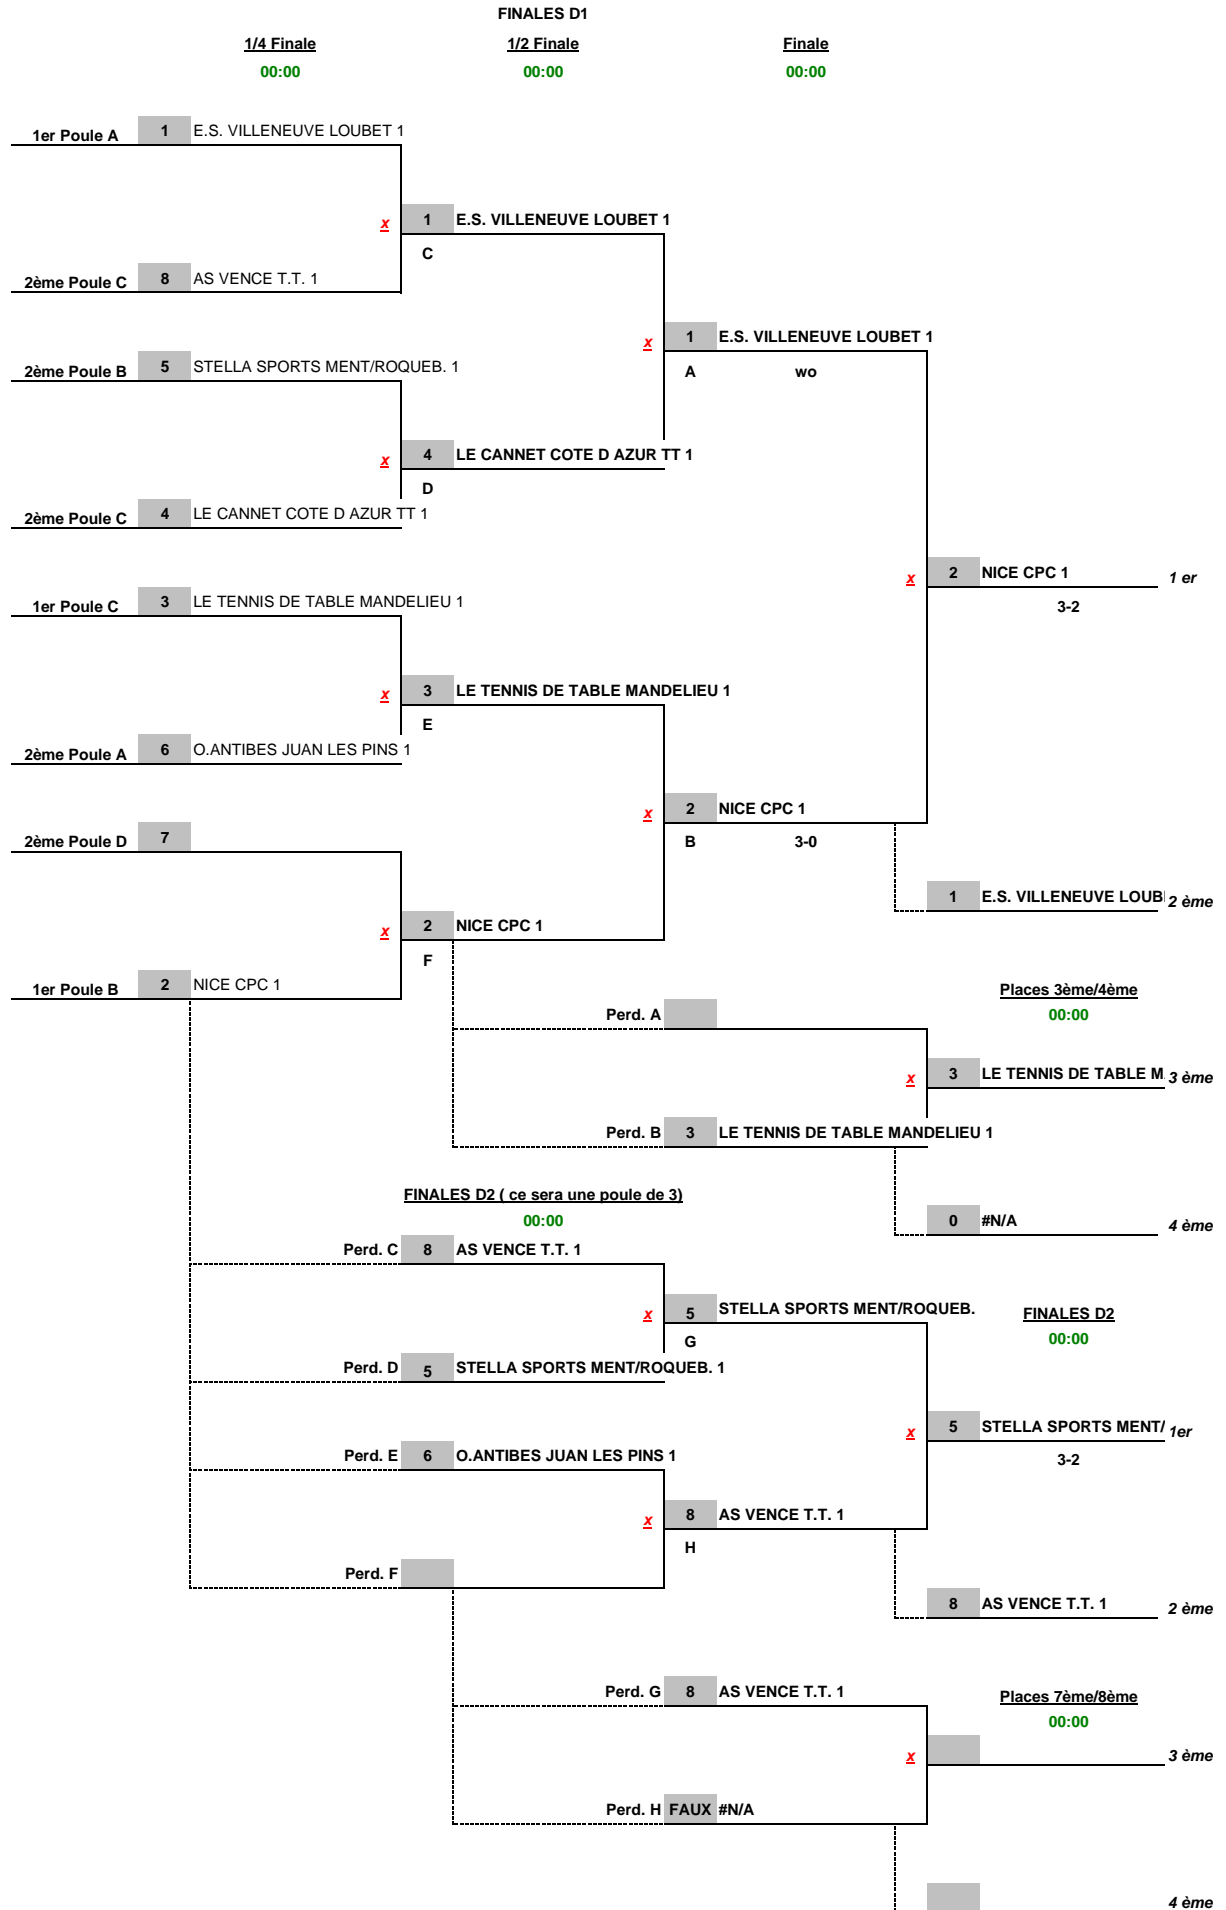 FINALES D1
1/4 Finale 1/2 Finale Finale
00:00 00:00 00:00
1er Poule A 1 E.S. VILLENEUVE LOUBET 1
x 1 E.S. VILLENEUVE LOUBET 1
C
2ème Poule C 8 AS VENCE T.T. 1
x 1 E.S. VILLENEUVE LOUBET 1
2ème Poule B 5 STELLA SPORTS MENT/ROQUEB. 1
A wo
x 4 LE CANNET COTE D AZUR TT 1
D
2ème Poule C 4 LE CANNET COTE D AZUR TT 1
x 2 NICE CPC 1 1 er
3-2
1er Poule C 3 LE TENNIS DE TABLE MANDELIEU 1
x 3 LE TENNIS DE TABLE MANDELIEU 1
E
2ème Poule A 6 O.ANTIBES JUAN LES PINS 1
x 2 NICE CPC 1
2ème Poule D 7
B 3-0
1 E.S. VILLENEUVE LOUB 2 ème
x 2 NICE CPC 1
F
1er Poule B 2 NICE CPC 1
Places 3ème/4ème
Perd. A 00:00
x 3 LE TENNIS DE TABLE M. 3 ème
Perd. B 3 LE TENNIS DE TABLE MANDELIEU 1
FINALES D2 ( ce sera une poule de 3)
00:00
0 #N/A 4 ème
Perd. C 8 AS VENCE T.T. 1
x 5 STELLA SPORTS MENT/ROQUEB. FINALES D2
G 00:00
Perd. D 5 STELLA SPORTS MENT/ROQUEB. 1
x 5 STELLA SPORTS MENT/ 1er
Perd. E 6 O.ANTIBES JUAN LES PINS 1
3-2
x 8 AS VENCE T.T. 1
H
Perd. F
8 AS VENCE T.T. 1 2 ème
Perd. G 8 AS VENCE T.T. 1 Places 7ème/8ème
00:00
x 3 ème
Perd. H FAUX #N/A
4 ème